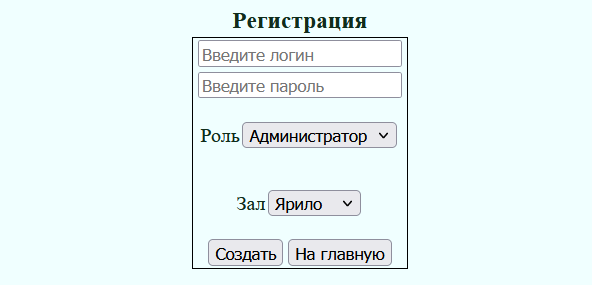 Регистрация
Введите логин
Введите пароль
Роль Администратор
Зал Ярило
Создать На главную